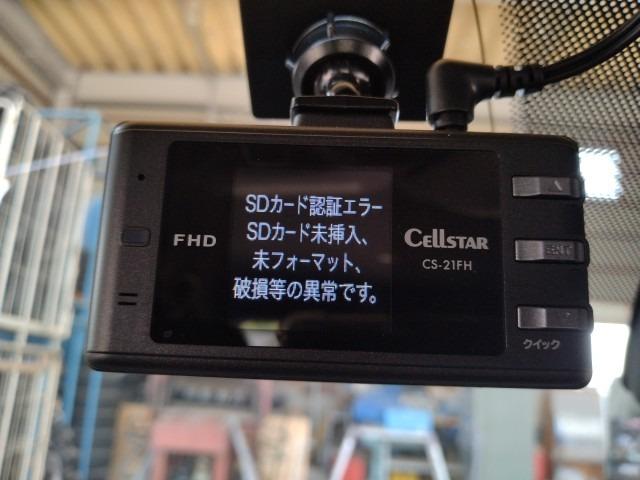 SDカード認証エラー
SDカード未挿入、
未フォーマット、
破損等の異常です。
FHD
CELLSTAR
CS-21FH
クイック